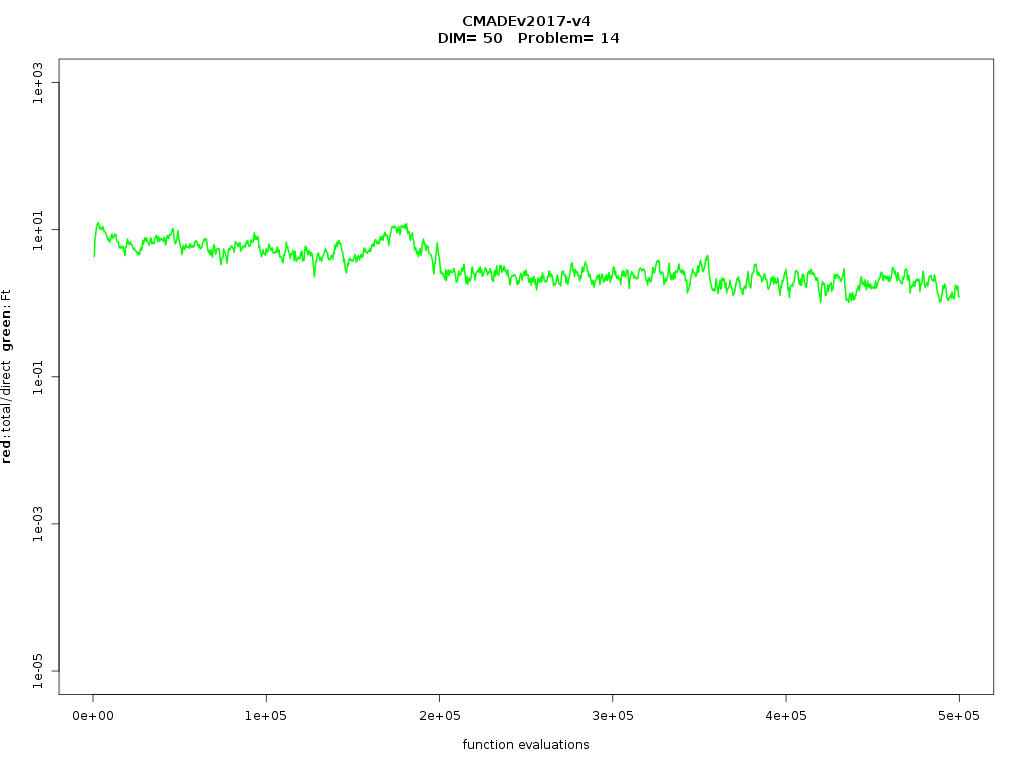 CMADEv2017-v4
DIM= 50 Problem= 14
1e+03
1e+01
1e-01
1e-03
1e-05
red:total/direct green:Ft
0e+00 1e+05 2e+05 3e+05 4e+05 5e+05
function evaluations